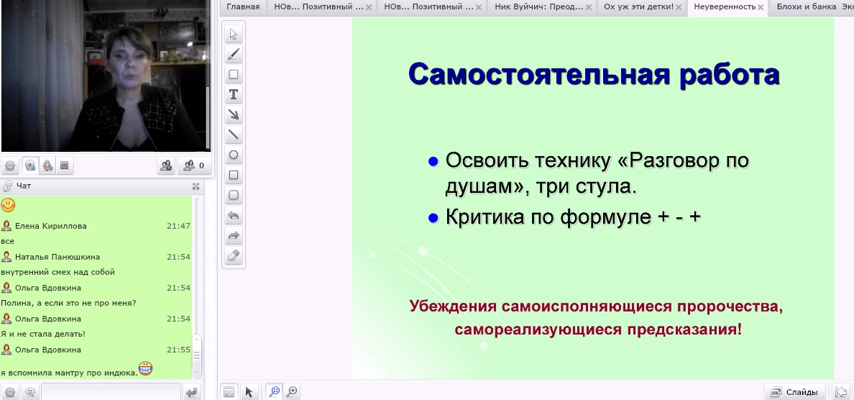 Главная
НОв... Позитивный ...
НОв... Позитивный ...
Ник Вуйчич: Преод...
Ох уж эти детки!
Неуверенность
Блохи и банка
Эко
T
Самостоятельная работа
Освоить технику «Разговор по
душам», три стула.
Критика по формуле + - +
Убеждения самоисполняющиеся пророчества,
самореализующиеся предсказания!
0
Чат
Елена Кириллова 21:47
все
Наталья Панюшкина 21:54
внутренний смех над собой
Ольга Вдовкина 21:54
Полина, а если это не про меня?
Ольга Вдовкина 21:54
Я и не стала делать!
Ольга Вдовкина 21:55
я вспомнила мантру про индюка.
Слайды